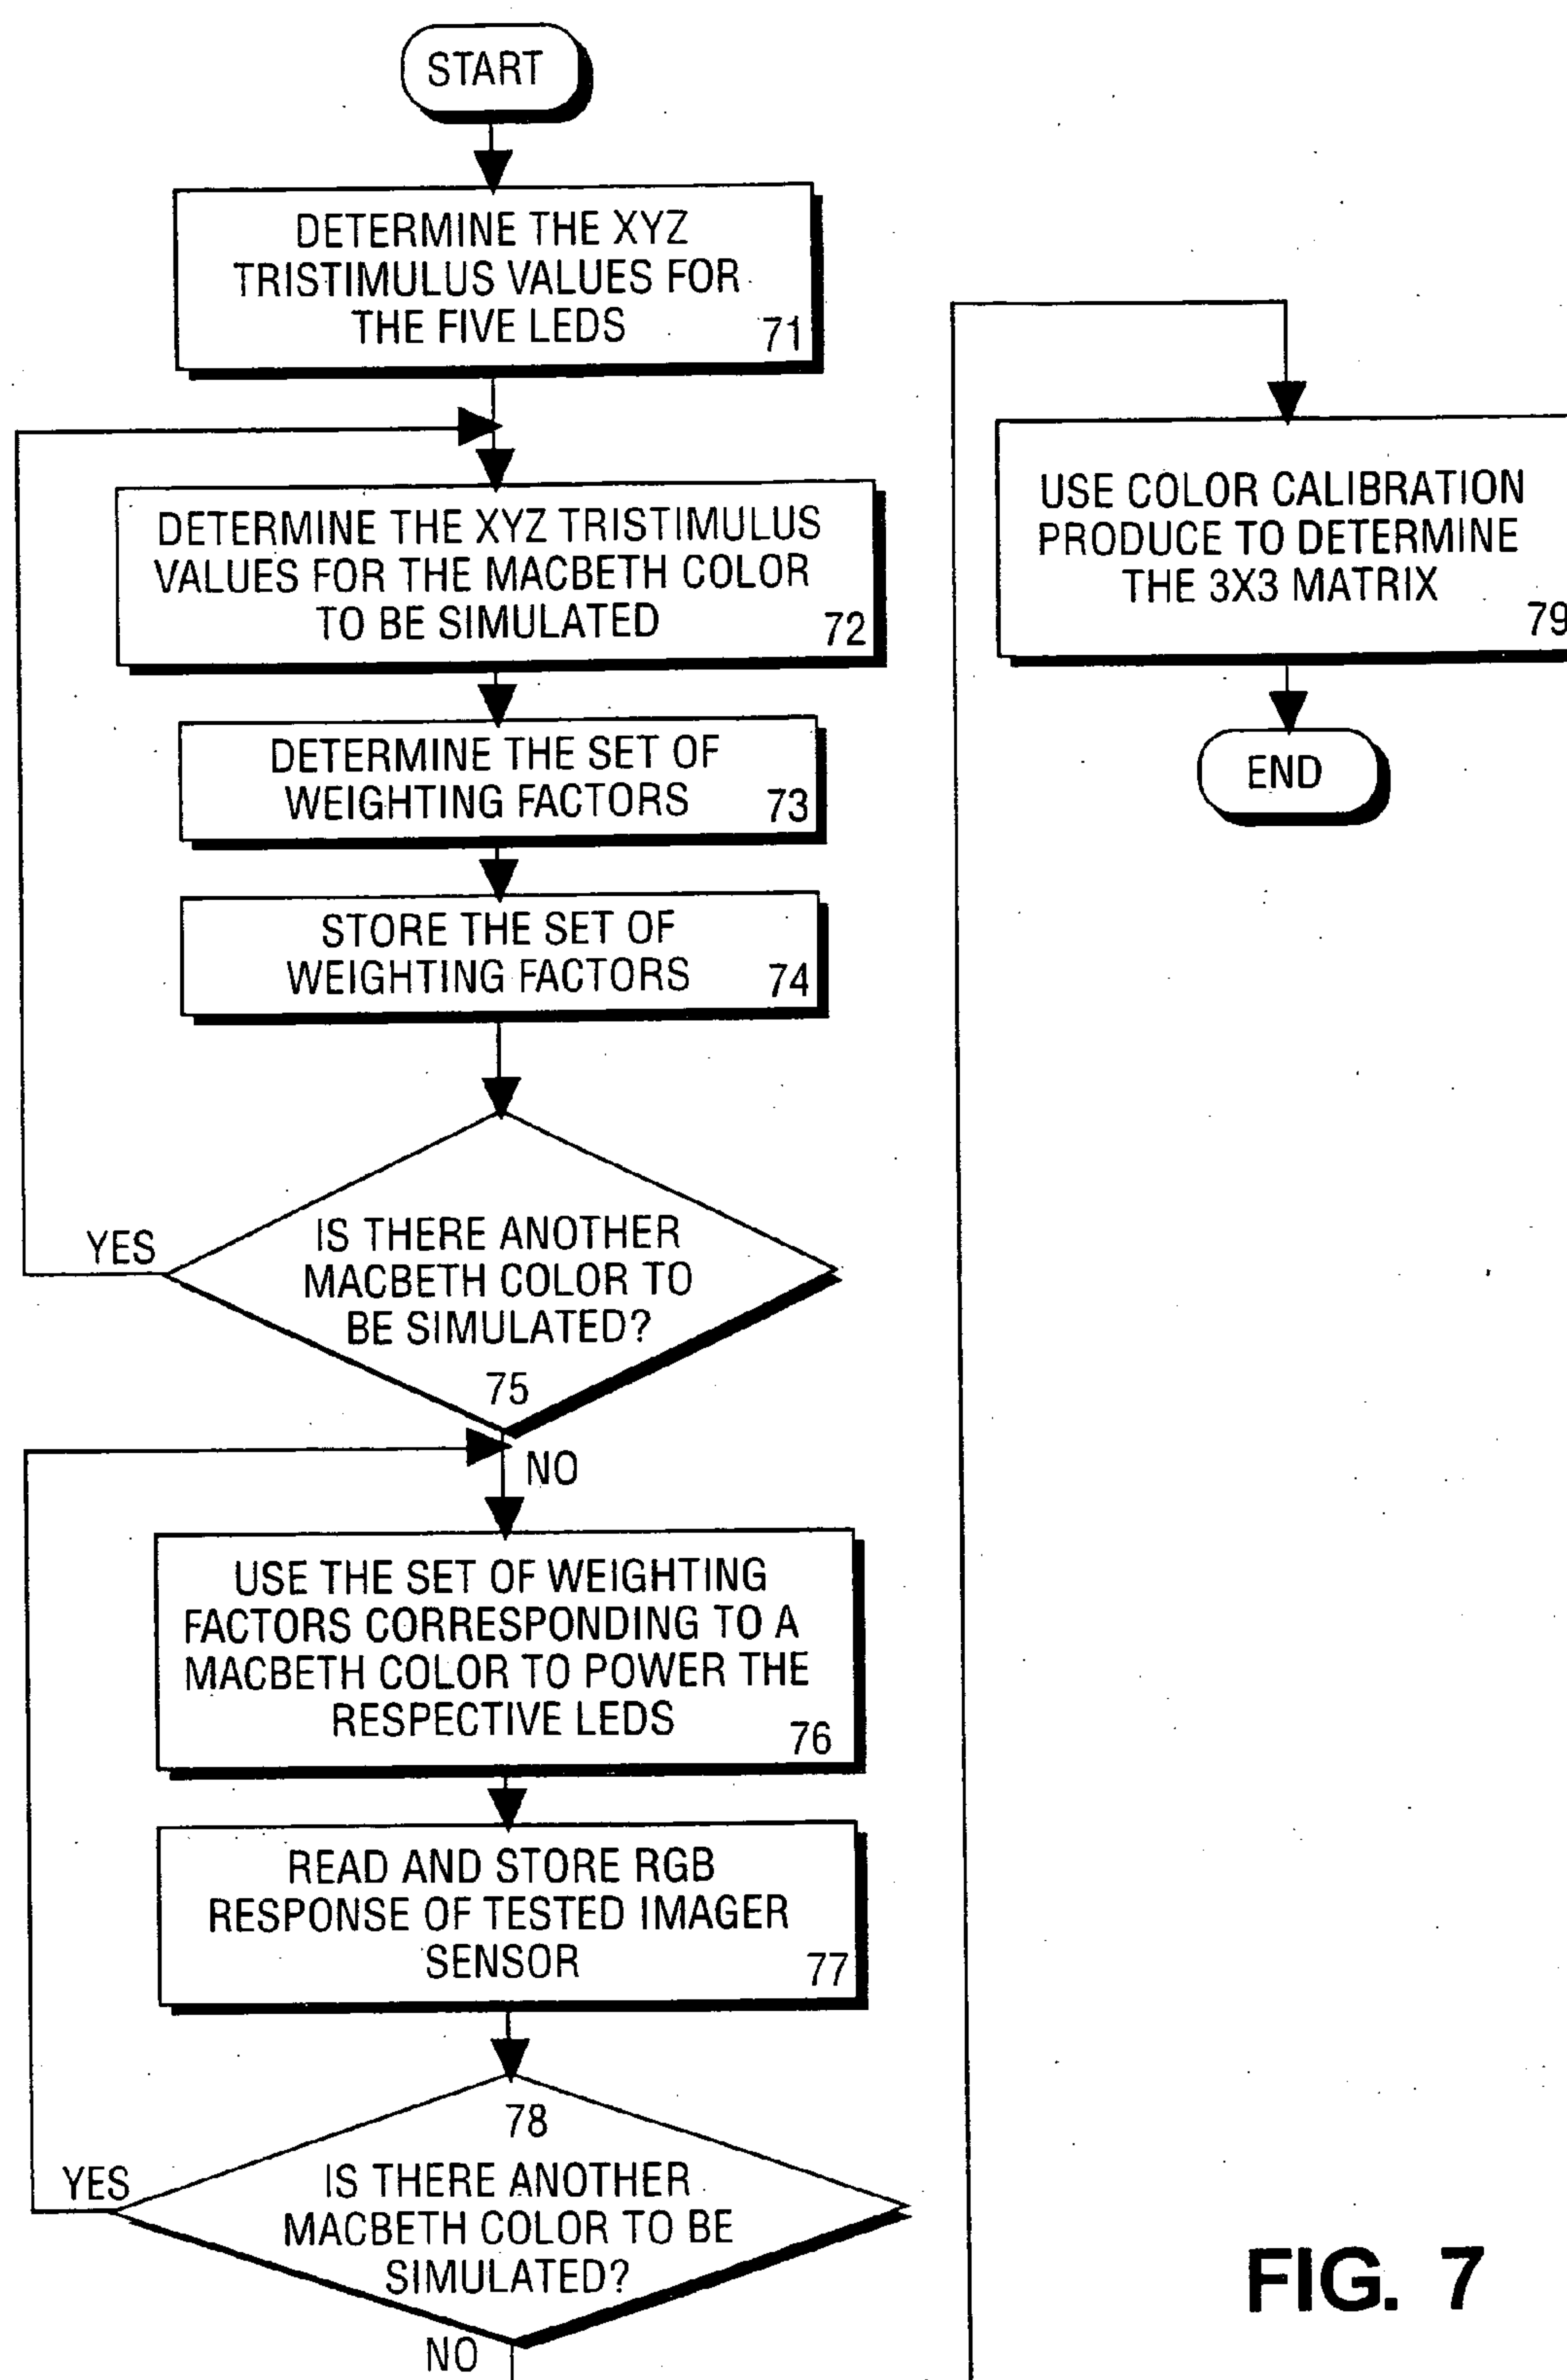 START
DETERMINE THE XYZ
TRISTIMULUS VALUES FOR
THE FIVE LEDS
71
DETERMINE THE XYZ TRISTIMULUS
VALUES FOR THE MACBETH COLOR
TO BE SIMULATED
72
DETERMINE THE SET OF
WEIGHTING FACTORS
73
STORE THE SET OF
WEIGHTING FACTORS
74
IS THERE ANOTHER
MACBETH COLOR TO
BE SIMULATED?
75
YES
NO
USE THE SET OF WEIGHTING
FACTORS CORRESPONDING TO A
MACBETH COLOR TO POWER THE
RESPECTIVE LEDS
76
READ AND STORE RGB
RESPONSE OF TESTED IMAGER
SENSOR
77
78
IS THERE ANOTHER
MACBETH COLOR TO BE
SIMULATED?
YES
NO
USE COLOR CALIBRATION
PRODUCE TO DETERMINE
THE 3X3 MATRIX
79
END
FIG. 7